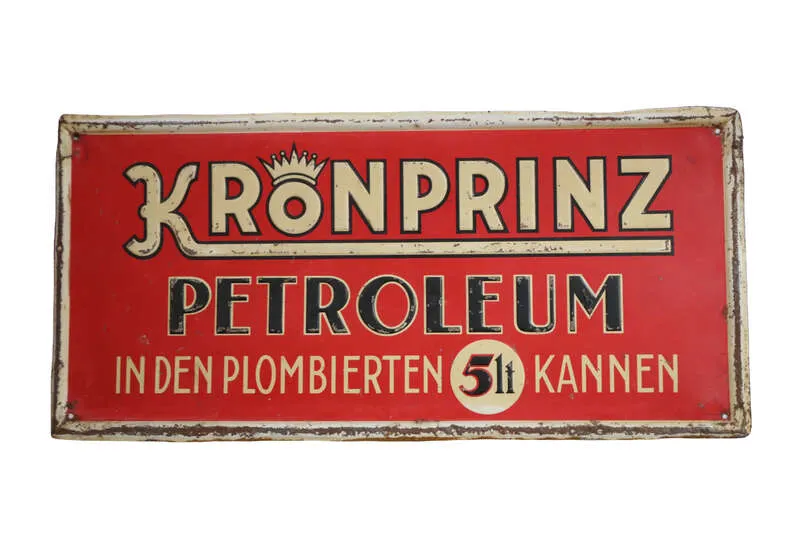 KRONPRINZ
PETROLEUM
IN DEN PLOMBIERTEN 5lt KANNEN